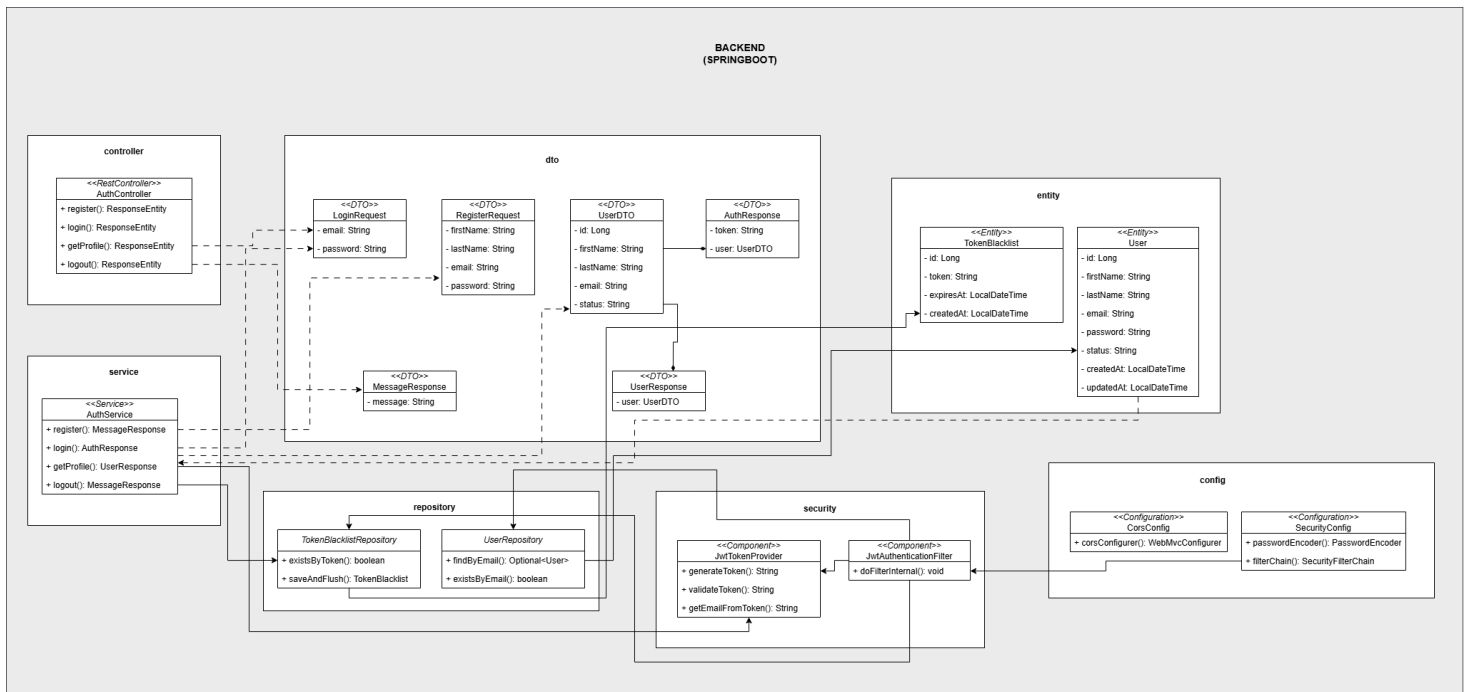 BACKEND
(SPRINGBOOT)
controller
<<RestController>>
AuthController
+ register(): ResponseEntity
+ login(): ResponseEntity
+ getProfile(): ResponseEntity
+ logout(): ResponseEntity
dto
<<DTO>>
LoginRequest
- email: String
- password: String
<<DTO>>
RegisterRequest
- firstName: String
- lastName: String
- email: String
- password: String
<<DTO>>
UserDTO
- id: Long
- firstName: String
- lastName: String
- email: String
- status: String
<<DTO>>
AuthResponse
- token: String
- user: UserDTO
<<DTO>>
MessageResponse
- message: String
<<DTO>>
UserResponse
- user: UserDTO
entity
<<Entity>>
TokenBlacklist
- id: Long
- token: String
- expiresAt: LocalDateTime
- createdAt: LocalDateTime
<<Entity>>
User
- id: Long
- firstName: String
- lastName: String
- email: String
- password: String
- status: String
- createdAt: LocalDateTime
- updatedAt: LocalDateTime
service
<<Service>>
AuthService
+ register(): MessageResponse
+ login(): AuthResponse
+ getProfile(): UserResponse
+ logout(): MessageResponse
repository
TokenBlacklistRepository
+ existsByToken(): boolean
+ saveAndFlush(): TokenBlacklist
UserRepository
+ findByEmail(): Optional<User>
+ existsByEmail(): boolean
security
<<Component>>
JwtTokenProvider
+ generateToken(): String
+ validateToken(): String
+ getEmailFromToken(): String
<<Component>>
JwtAuthenticationFilter
+ doFilterInternal(): void
config
<<Configuration>>
CorsConfig
+ corsConfigurer(): WebMvcConfigurer
<<Configuration>>
SecurityConfig
+ passwordEncoder(): PasswordEncoder
+ filterChain(): SecurityFilterChain